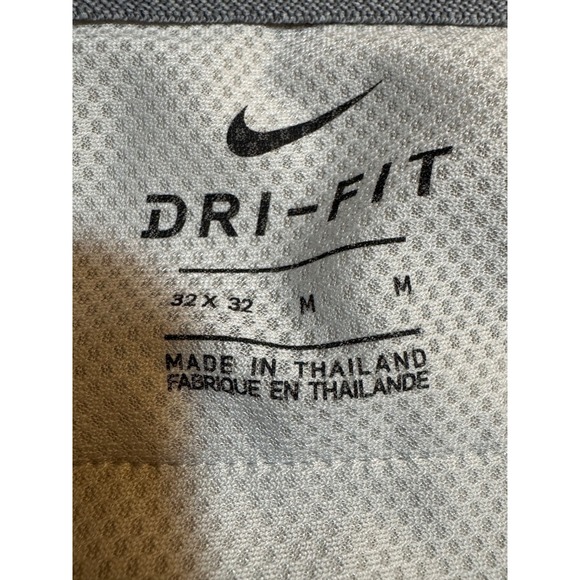 DRI-FIT
32 X 32 M M
MADE IN THAILAND
FABRIQUE EN THAILANDE